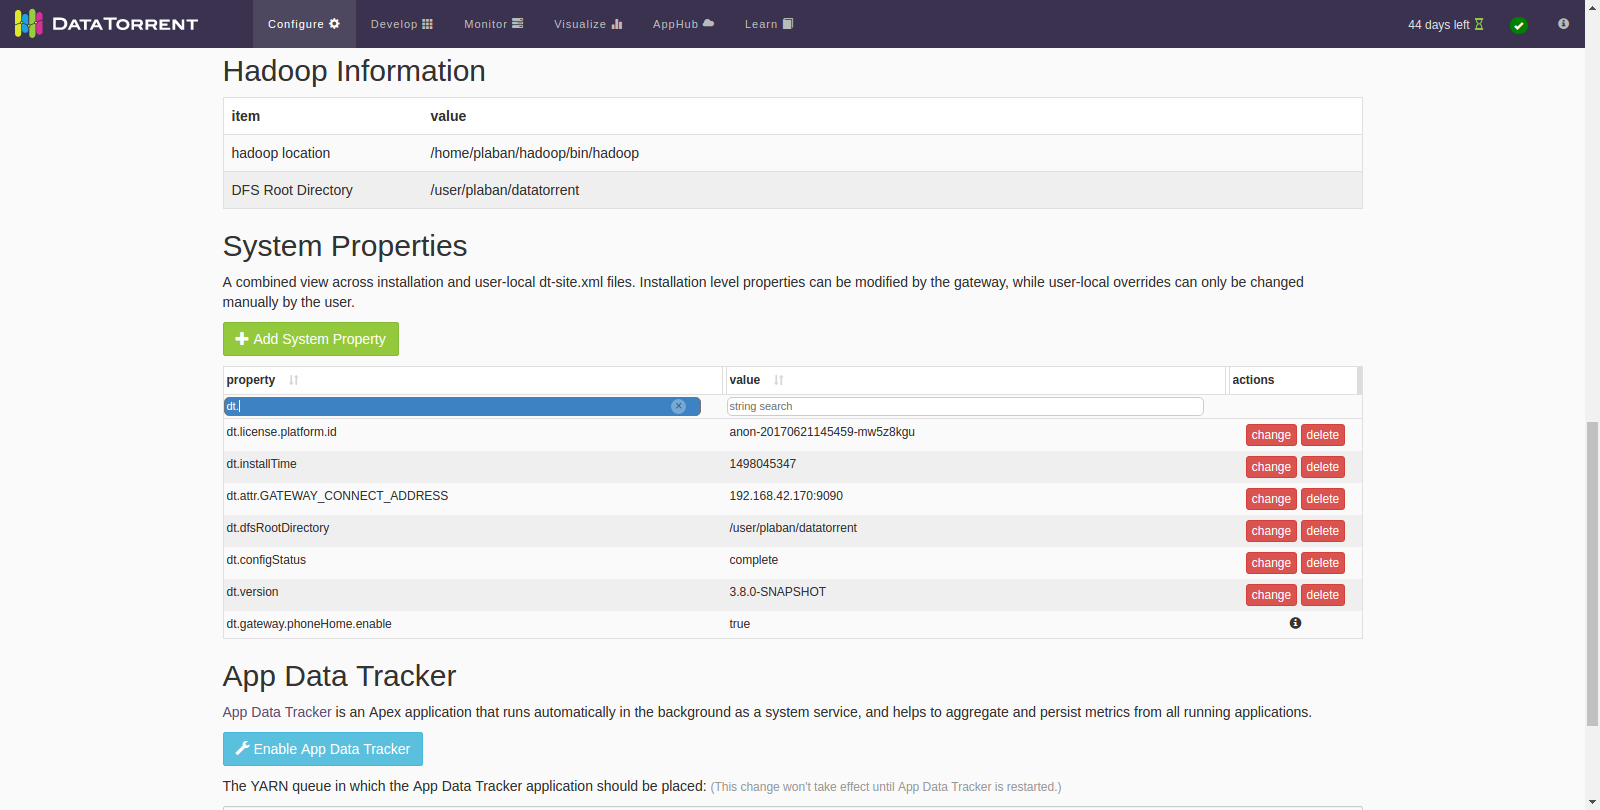 DATATORRENT Configure Develop Monitor Visualize AppHub Learn 44 days left
Hadoop Information
item value
hadoop location /home/plaban/hadoop/bin/hadoop
DFS Root Directory /user/plaban/datatorrent
System Properties
A combined view across installation and user-local dt-site.xml files. Installation level properties can be modified by the gateway, while user-local overrides can only be changed
manually by the user.
Add System Property
property value actions
dt. string search
dt.license.platform.id anon-20170621145459-mw5z8kgu change delete
dt.installTime 1498045347 change delete
dt.attr.GATEWAY_CONNECT_ADDRESS 192.168.42.170:9090 change delete
dt.dfsRootDirectory /user/plaban/datatorrent change delete
dt.configStatus complete change delete
dt.version 3.8.0-SNAPSHOT change delete
dt.gateway.phoneHome.enable true
App Data Tracker
App Data Tracker is an Apex application that runs automatically in the background as a system service, and helps to aggregate and persist metrics from all running applications.
Enable App Data Tracker
The YARN queue in which the App Data Tracker application should be placed: (This change won't take effect until App Data Tracker is restarted.)